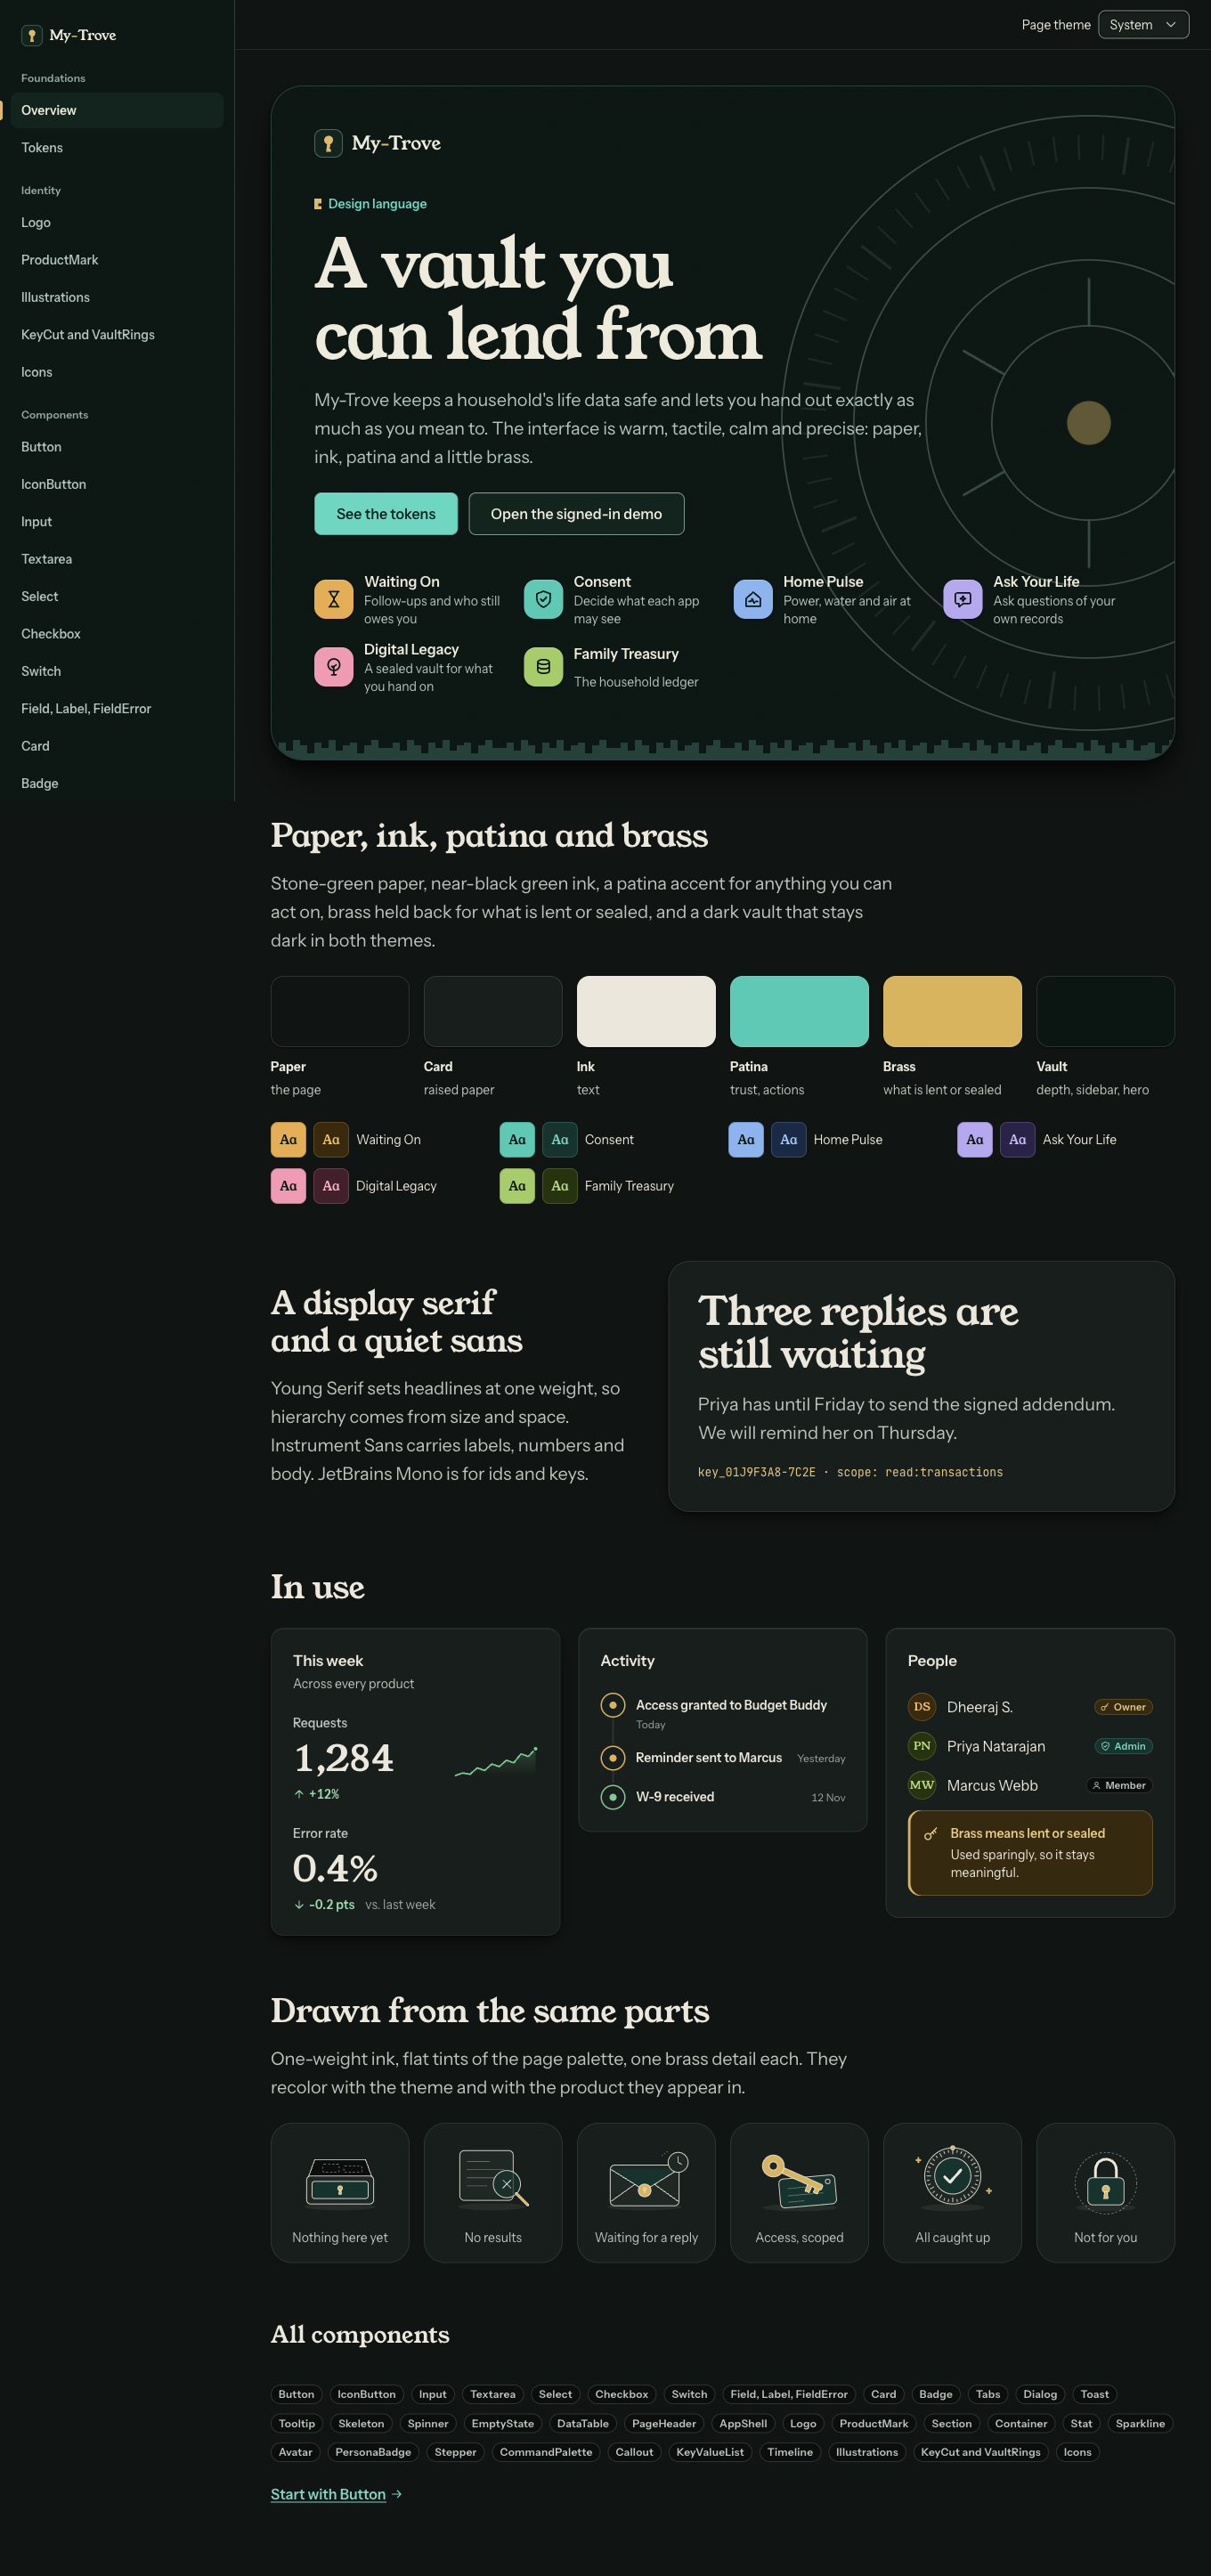 My-Trove
Foundations
Overview
Tokens
Identity
Logo
ProductMark
Illustrations
KeyCut and VaultRings
Icons
Components
Button
IconButton
Input
Textarea
Select
Checkbox
Switch
Field, Label, FieldError
Card
Badge
Page theme System
My-Trove
Design language
A vault you
can lend from
My-Trove keeps a household's life data safe and lets you hand out exactly as
much as you mean to. The interface is warm, tactile, calm and precise: paper,
ink, patina and a little brass.
See the tokens Open the signed-in demo
Waiting On
Follow-ups and who still
owes you
Consent
Decide what each app
may see
Home Pulse
Power, water and air at
home
Ask Your Life
Ask questions of your
own records
Digital Legacy
A sealed vault for what
you hand on
Family Treasury
The household ledger
Paper, ink, patina and brass
Stone-green paper, near-black green ink, a patina accent for anything you can
act on, brass held back for what is lent or sealed, and a dark vault that stays
dark in both themes.
Paper
the page
Card
raised paper
Ink
text
Patina
trust, actions
Brass
what is lent or sealed
Vault
depth, sidebar, hero
Aa Aa Waiting On
Aa Aa Consent
Aa Aa Home Pulse
Aa Aa Ask Your Life
Aa Aa Digital Legacy
Aa Aa Family Treasury
A display serif
and a quiet sans
Young Serif sets headlines at one weight, so
hierarchy comes from size and space.
Instrument Sans carries labels, numbers and
body. JetBrains Mono is for ids and keys.
Three replies are
still waiting
Priya has until Friday to send the signed addendum.
We will remind her on Thursday.
key_01J9F3A8-7C2E · scope: read:transactions
In use
This week
Across every product
Requests
1,284
↑ +12%
Error rate
0.4%
↓ -0.2 pts vs. last week
Activity
Access granted to Budget Buddy
Today
Reminder sent to Marcus Yesterday
W-9 received 12 Nov
People
DS Dheeraj S. Owner
PN Priya Natarajan Admin
MW Marcus Webb Member
Brass means lent or sealed
Used sparingly, so it stays
meaningful.
Drawn from the same parts
One-weight ink, flat tints of the page palette, one brass detail each. They
recolor with the theme and with the product they appear in.
Nothing here yet
No results
Waiting for a reply
Access, scoped
All caught up
Not for you
All components
Button IconButton Input Textarea Select Checkbox Switch Field, Label, FieldError Card Badge Tabs Dialog Toast
Tooltip Skeleton Spinner EmptyState DataTable PageHeader AppShell Logo ProductMark Section Container Stat Sparkline
Avatar PersonaBadge Stepper CommandPalette Callout KeyValueList Timeline Illustrations KeyCut and VaultRings Icons
Start with Button →